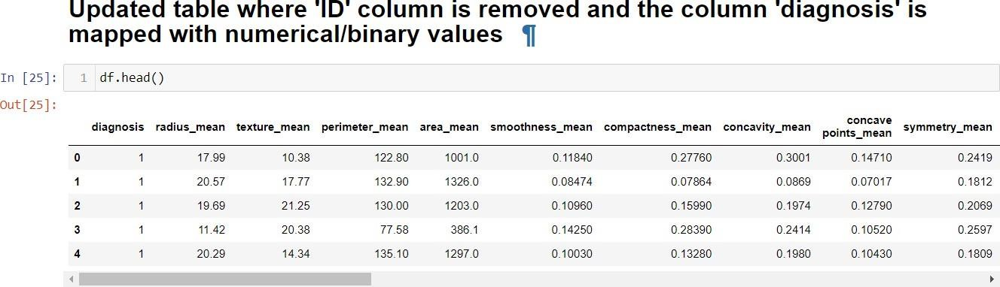 Updated table where 'ID' column is removed and the column 'diagnosis' is
mapped with numerical/binary values ¶
In [25]: 1 df.head()
Out[25]:
diagnosis radius_mean texture_mean perimeter_mean area_mean smoothness_mean compactness_mean concavity_mean concave points_mean symmetry_mean
0 1 17.99 10.38 122.80 1001.0 0.11840 0.27760 0.3001 0.14710 0.2419
1 1 20.57 17.77 132.90 1326.0 0.08474 0.07864 0.0869 0.07017 0.1812
2 1 19.69 21.25 130.00 1203.0 0.10960 0.15990 0.1974 0.12790 0.2069
3 1 11.42 20.38 77.58 386.1 0.14250 0.28390 0.2414 0.10520 0.2597
4 1 20.29 14.34 135.10 1297.0 0.10030 0.13280 0.1980 0.10430 0.1809